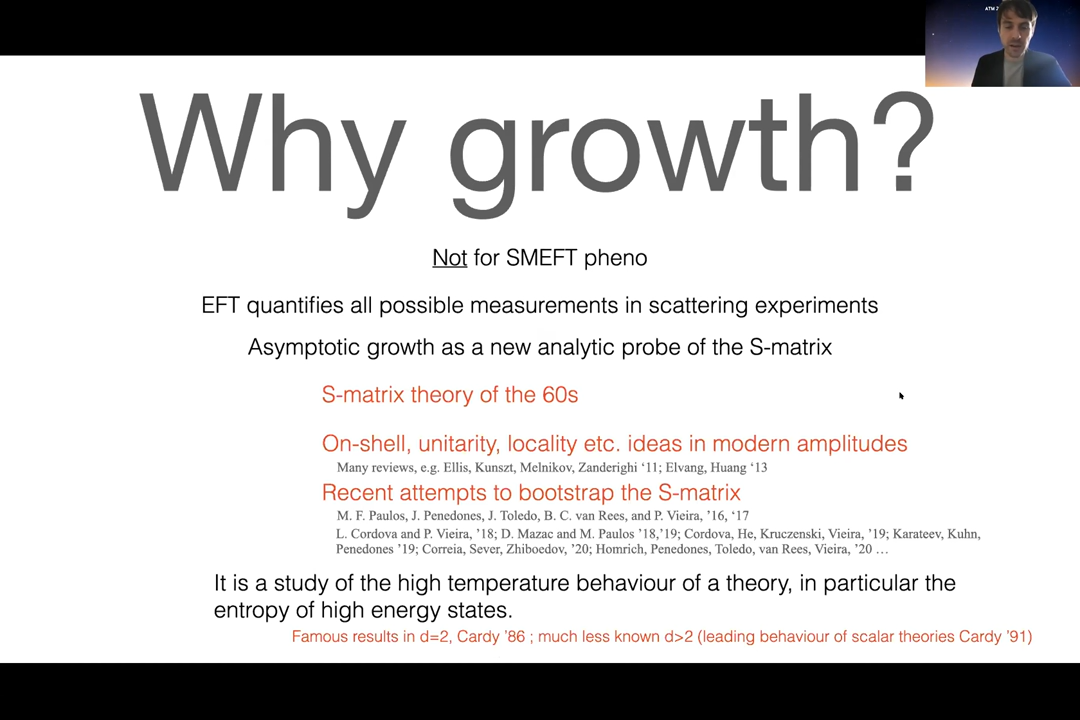 ATM 2
Why growth?
Not for SMEFT pheno
EFT quantifies all possible measurements in scattering experiments
Asymptotic growth as a new analytic probe of the S-matrix
S-matrix theory of the 60s
On-shell, unitarity, locality etc. ideas in modern amplitudes
Many reviews, e.g. Ellis, Kunszt, Melnikov, Zanderighi ‘11; Elvang, Huang ‘13
Recent attempts to bootstrap the S-matrix
M. F. Paulos, J. Penedones, J. Toledo, B. C. van Rees, and P. Vieira, ’16, ‘17
L. Cordova and P. Vieira, ’18; D. Mazac and M. Paulos ’18,’19; Cordova, He, Kruczenski, Vieira, ’19; Karateev, Kuhn,
Penedones ’19; Correia, Sever, Zhiboedov, ’20; Homrich, Penedones, Toledo, van Rees, Vieira, ’20 …
It is a study of the high temperature behaviour of a theory, in particular the
entropy of high energy states.
Famous results in d=2, Cardy ’86 ; much less known d>2 (leading behaviour of scalar theories Cardy ’91)